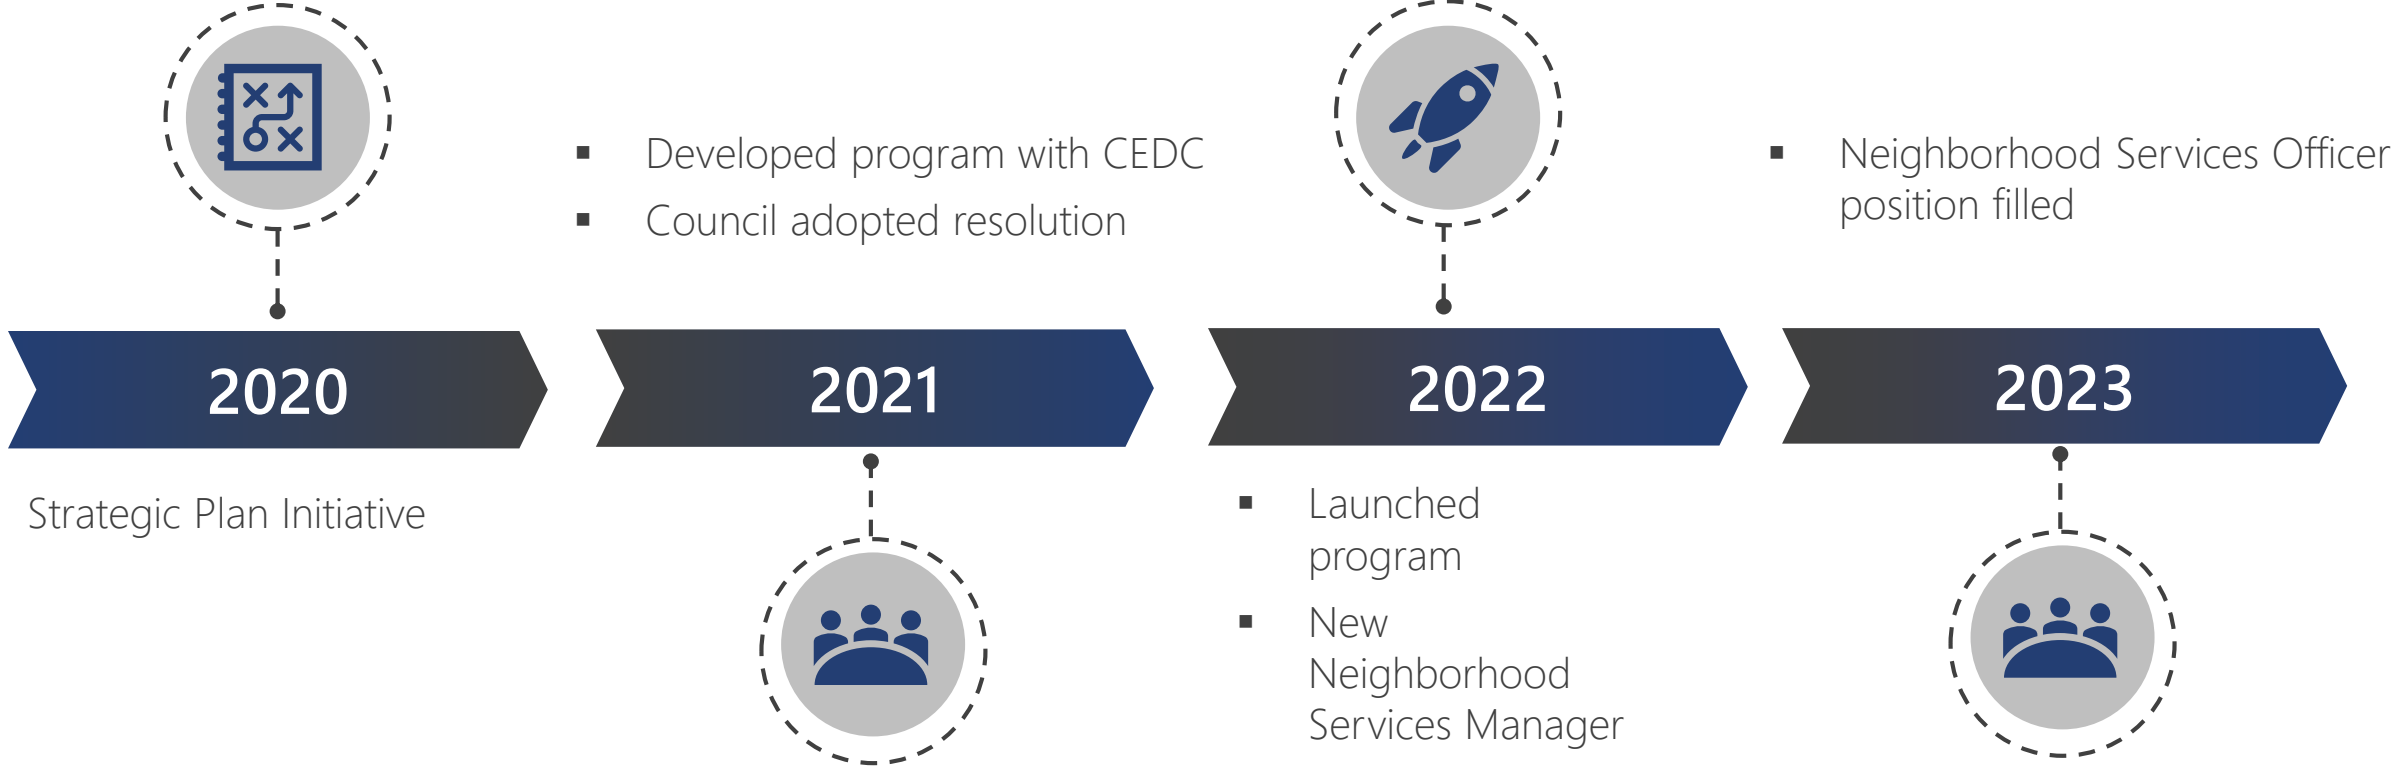 2020
Strategic Plan Initiative
▪ Developed program with CEDC
▪ Council adopted resolution
2021
2022
▪ Launched
program
▪ New
Neighborhood
Services Manager
▪ Neighborhood Services Officer
position filled
2023